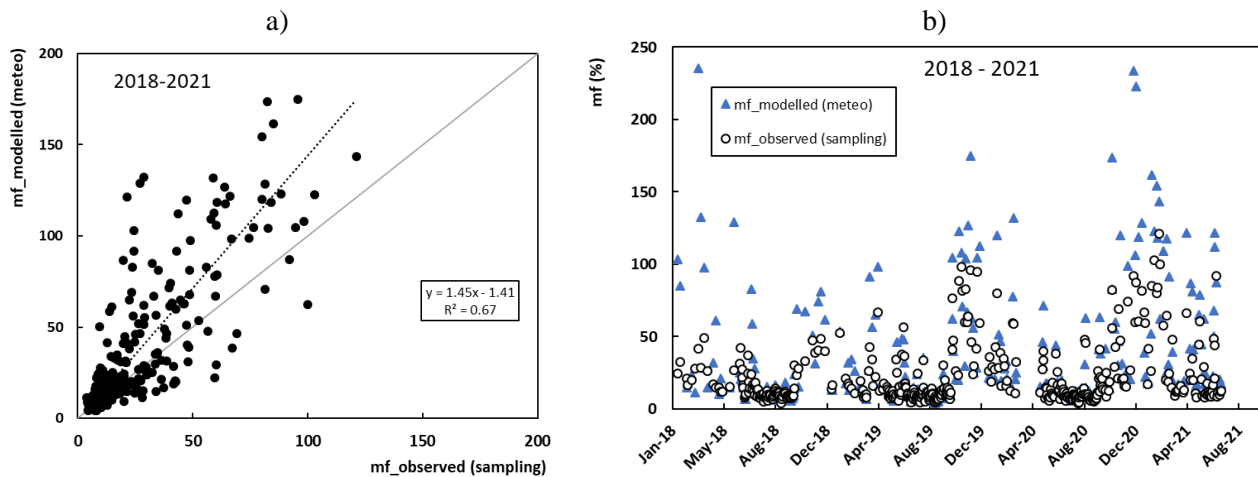 a)
mf_modelled (meteo)
200
150
100
50
0
2018-2021
y = 1.45x - 1.41
R² = 0.67
0
50
100
200
mf_observed (sampling)
b)
mf (%)
250
200
150
100
50
0
2018 - 2021
mf_modelled (meteo)
mf_observed (sampling)
Jan-18
May-18
Aug-18
Dec-18
Apr-19
Aug-19
Dec-19
Apr-20
Aug-20
Dec-20
Apr-21
Aug-21